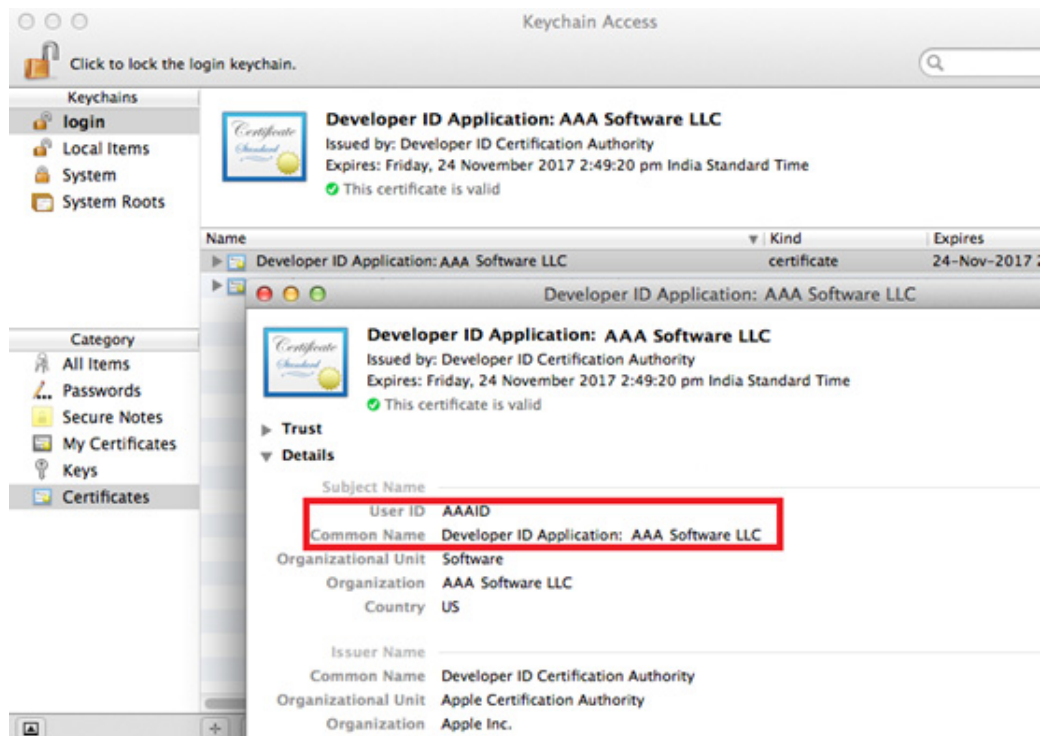 Keychain Access
Click to lock the login keychain.
Keychains
login
Local Items
System
System Roots
Certificate
Standard
Developer ID Application: AAA Software LLC
Issued by: Developer ID Certification Authority
Expires: Friday, 24 November 2017 2:49:20 pm India Standard Time
This certificate is valid
Name Kind Expires
Developer ID Application: AAA Software LLC certificate 24-Nov-2017 2
Category
All Items
Passwords
Secure Notes
My Certificates
Keys
Certificates
Developer ID Application: AAA Software LLC
Certificate
Standard
Developer ID Application: AAA Software LLC
Issued by: Developer ID Certification Authority
Expires: Friday, 24 November 2017 2:49:20 pm India Standard Time
This certificate is valid
Trust
Details
Subject Name
User ID AAAID
Common Name Developer ID Application: AAA Software LLC
Organizational Unit Software
Organization AAA Software LLC
Country US
Issuer Name
Common Name Developer ID Certification Authority
Organizational Unit Apple Certification Authority
Organization Apple Inc.